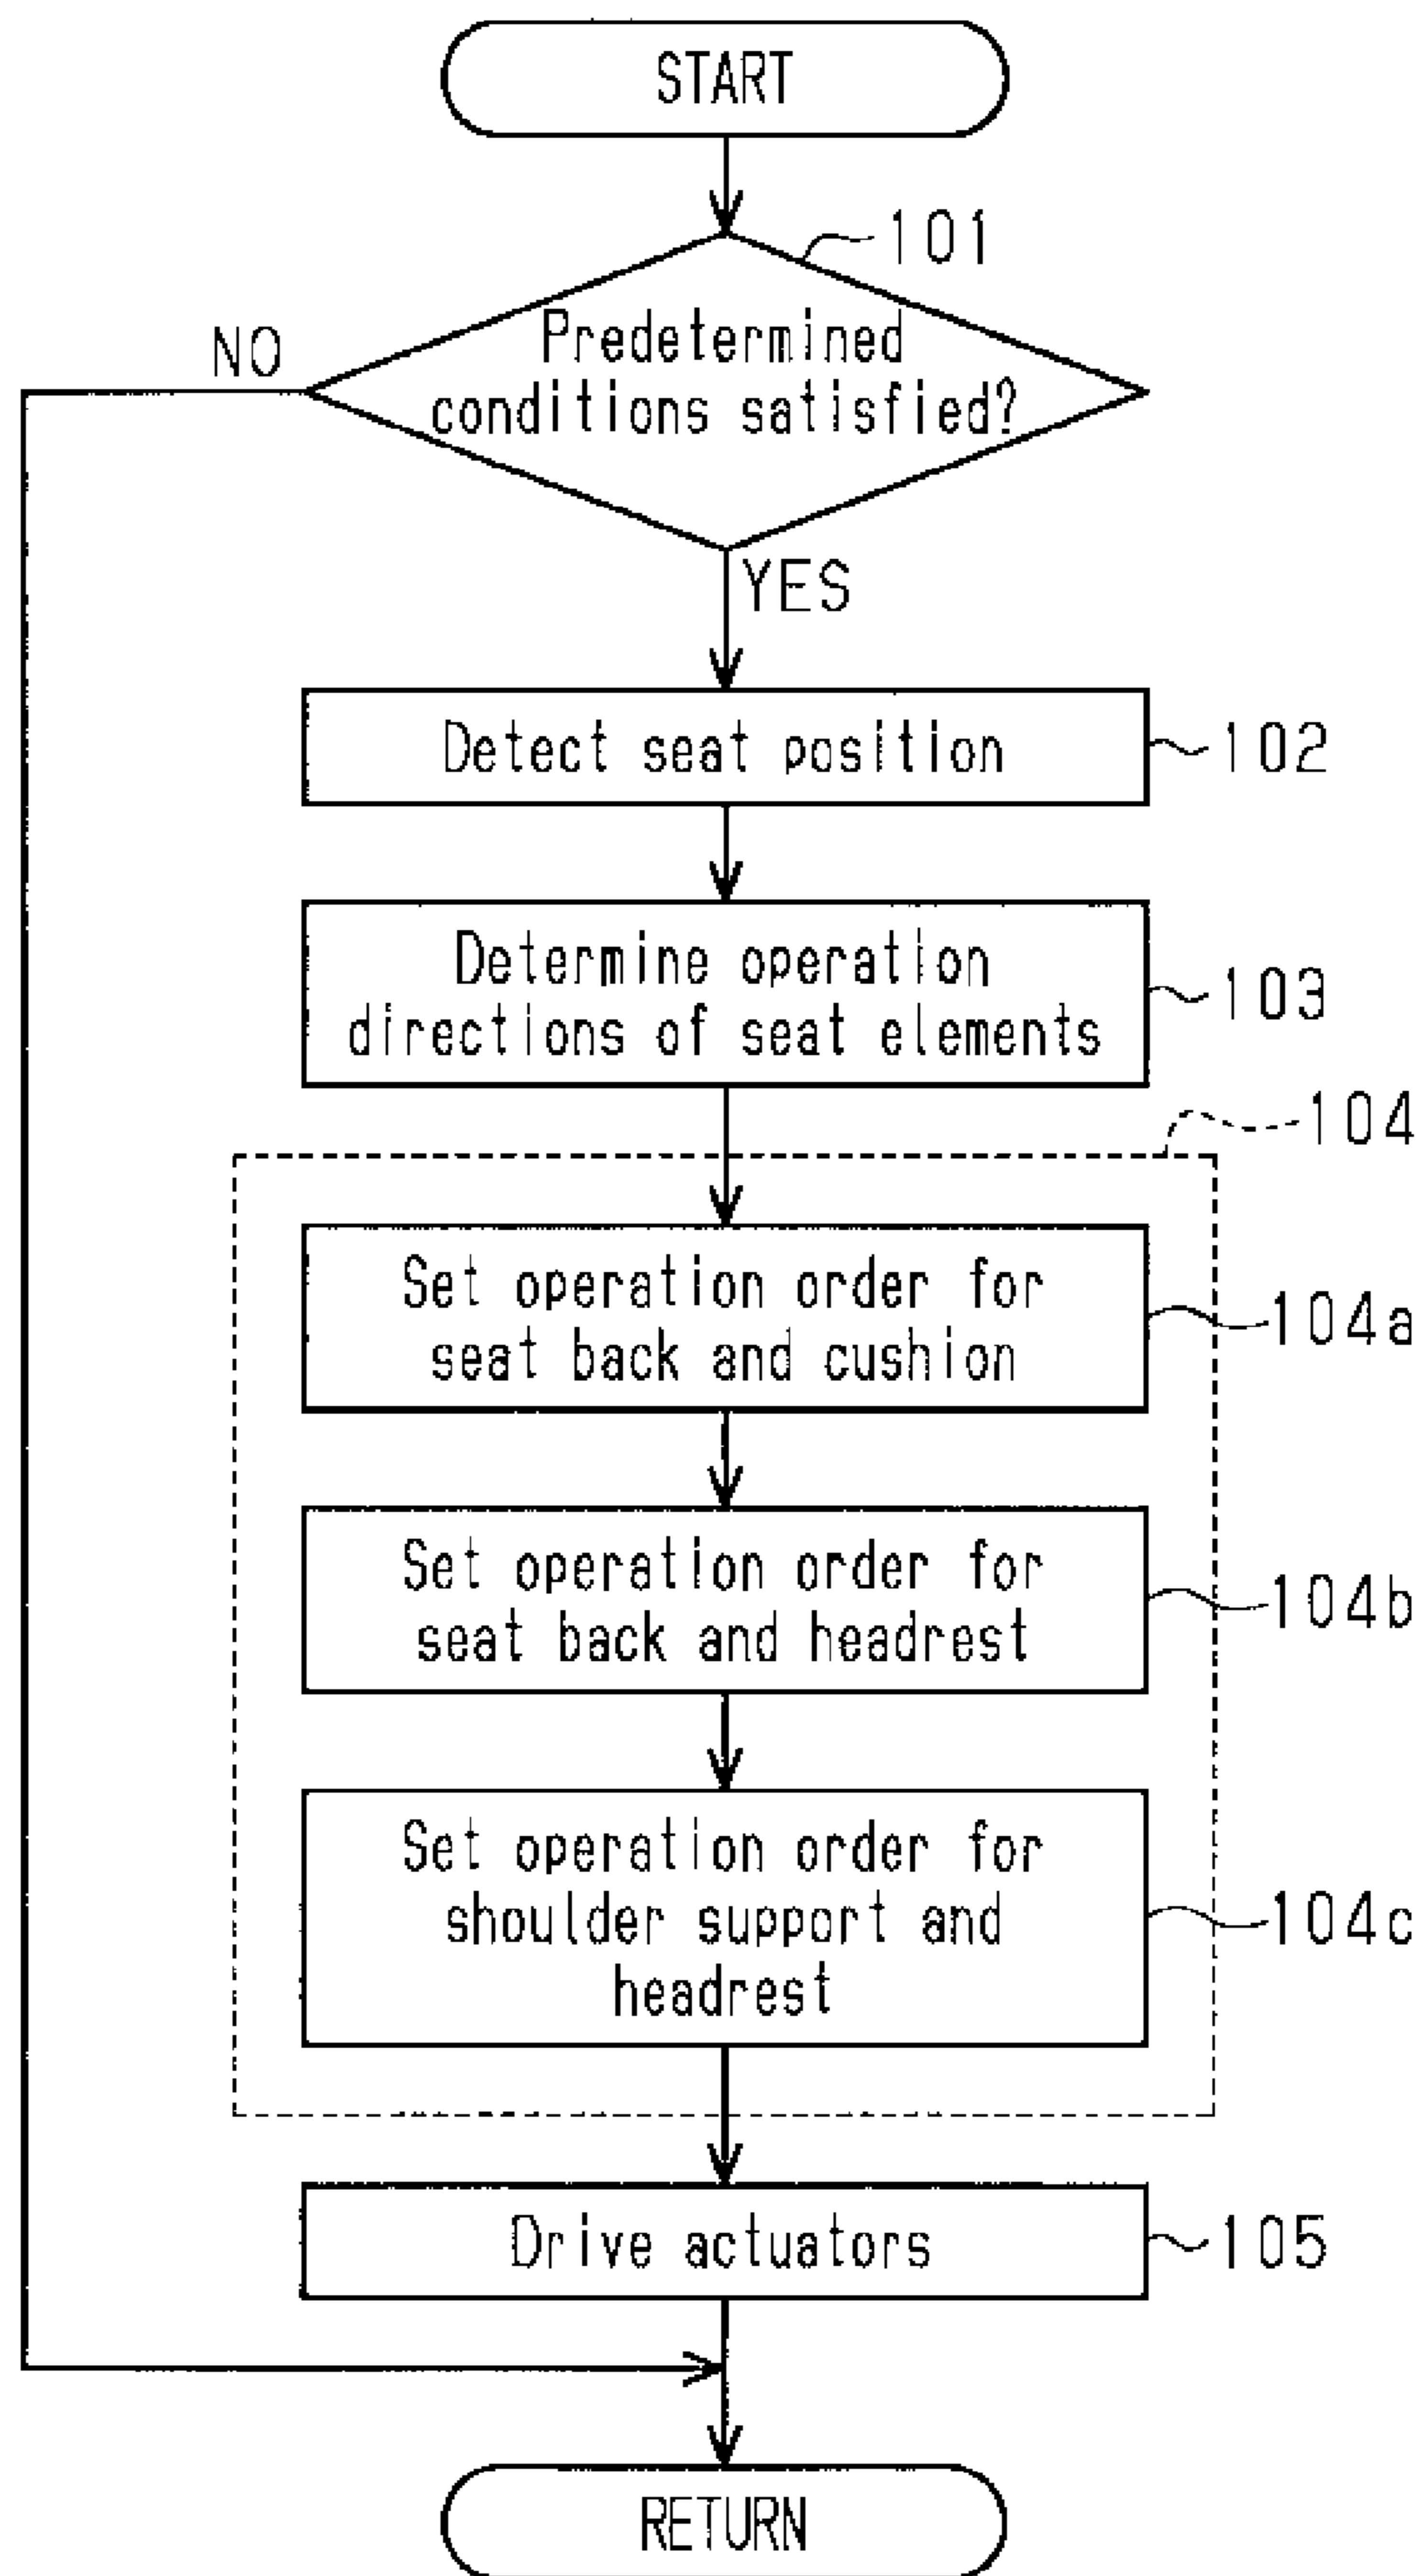 START
101
NO
Predetermined
conditions satisfied?
YES
Detect seat position
102
Determine operation
directions of seat elements
103
104
Set operation order for
seat back and cushion
104a
Set operation order for
seat back and headrest
104b
Set operation order for
shoulder support and
headrest
104c
Drive actuators
105
RETURN